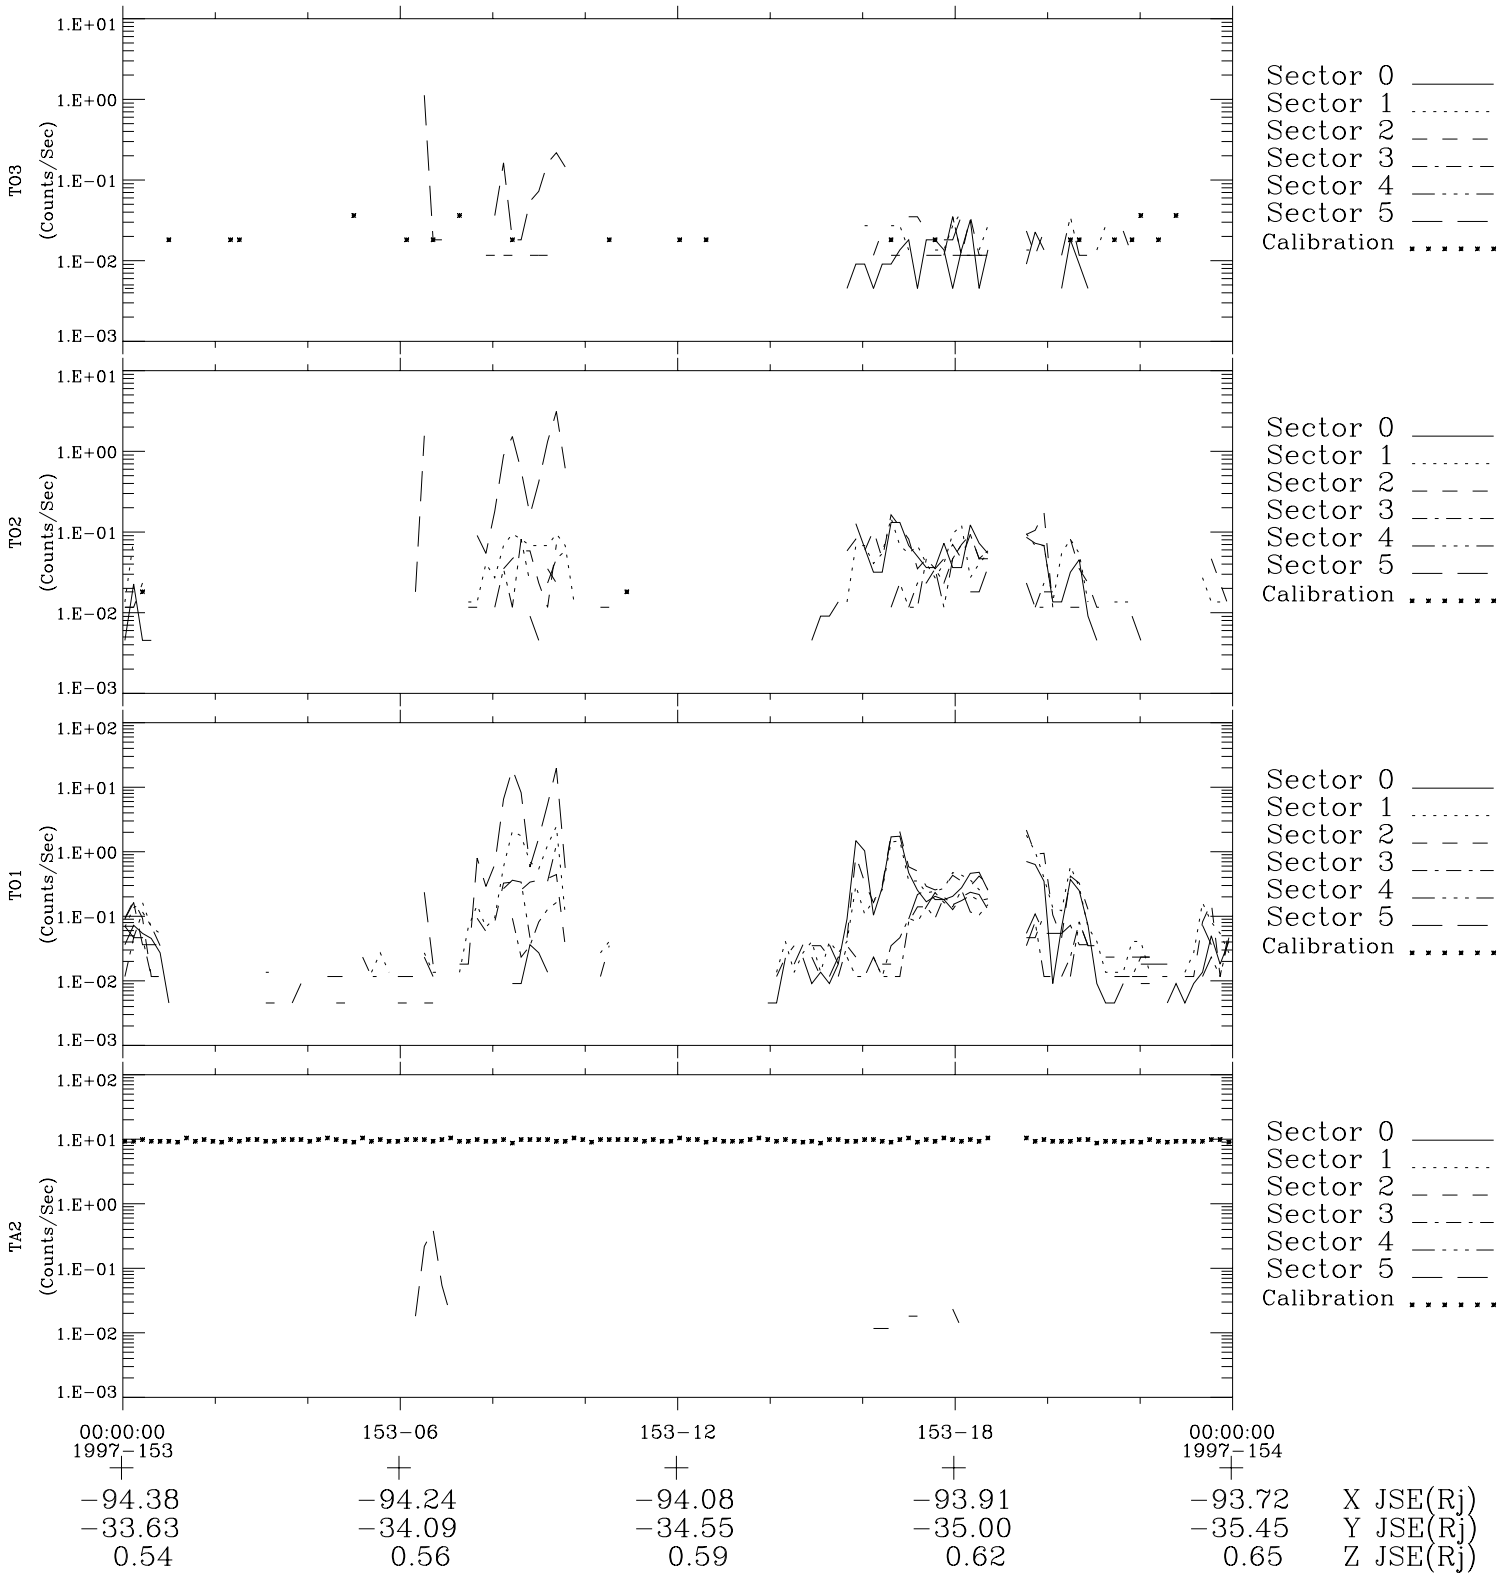 1.E+01
1.E+00
1.E-01
1.E-02
1.E-03
TO3
(Counts/Sec)
Sector 0
Sector 1
Sector 2
Sector 3
Sector 4
Sector 5
Calibration
1.E+01
1.E+00
1.E-01
1.E-02
1.E-03
TO2
(Counts/Sec)
Sector 0
Sector 1
Sector 2
Sector 3
Sector 4
Sector 5
Calibration
1.E+02
1.E+01
1.E+00
1.E-01
1.E-02
1.E-03
TO1
(Counts/Sec)
Sector 0
Sector 1
Sector 2
Sector 3
Sector 4
Sector 5
Calibration
1.E+02
1.E+01
1.E+00
1.E-01
1.E-02
1.E-03
TA2
(Counts/Sec)
Sector 0
Sector 1
Sector 2
Sector 3
Sector 4
Sector 5
Calibration
00:00:00 153-06 153-12 153-18 00:00:00
1997-153 1997-154
-94.38 -94.24 -94.08 -93.91 -93.72 X JSE(Rj)
-33.63 -34.09 -34.55 -35.00 -35.45 Y JSE(Rj)
0.54 0.56 0.59 0.62 0.65 Z JSE(Rj)